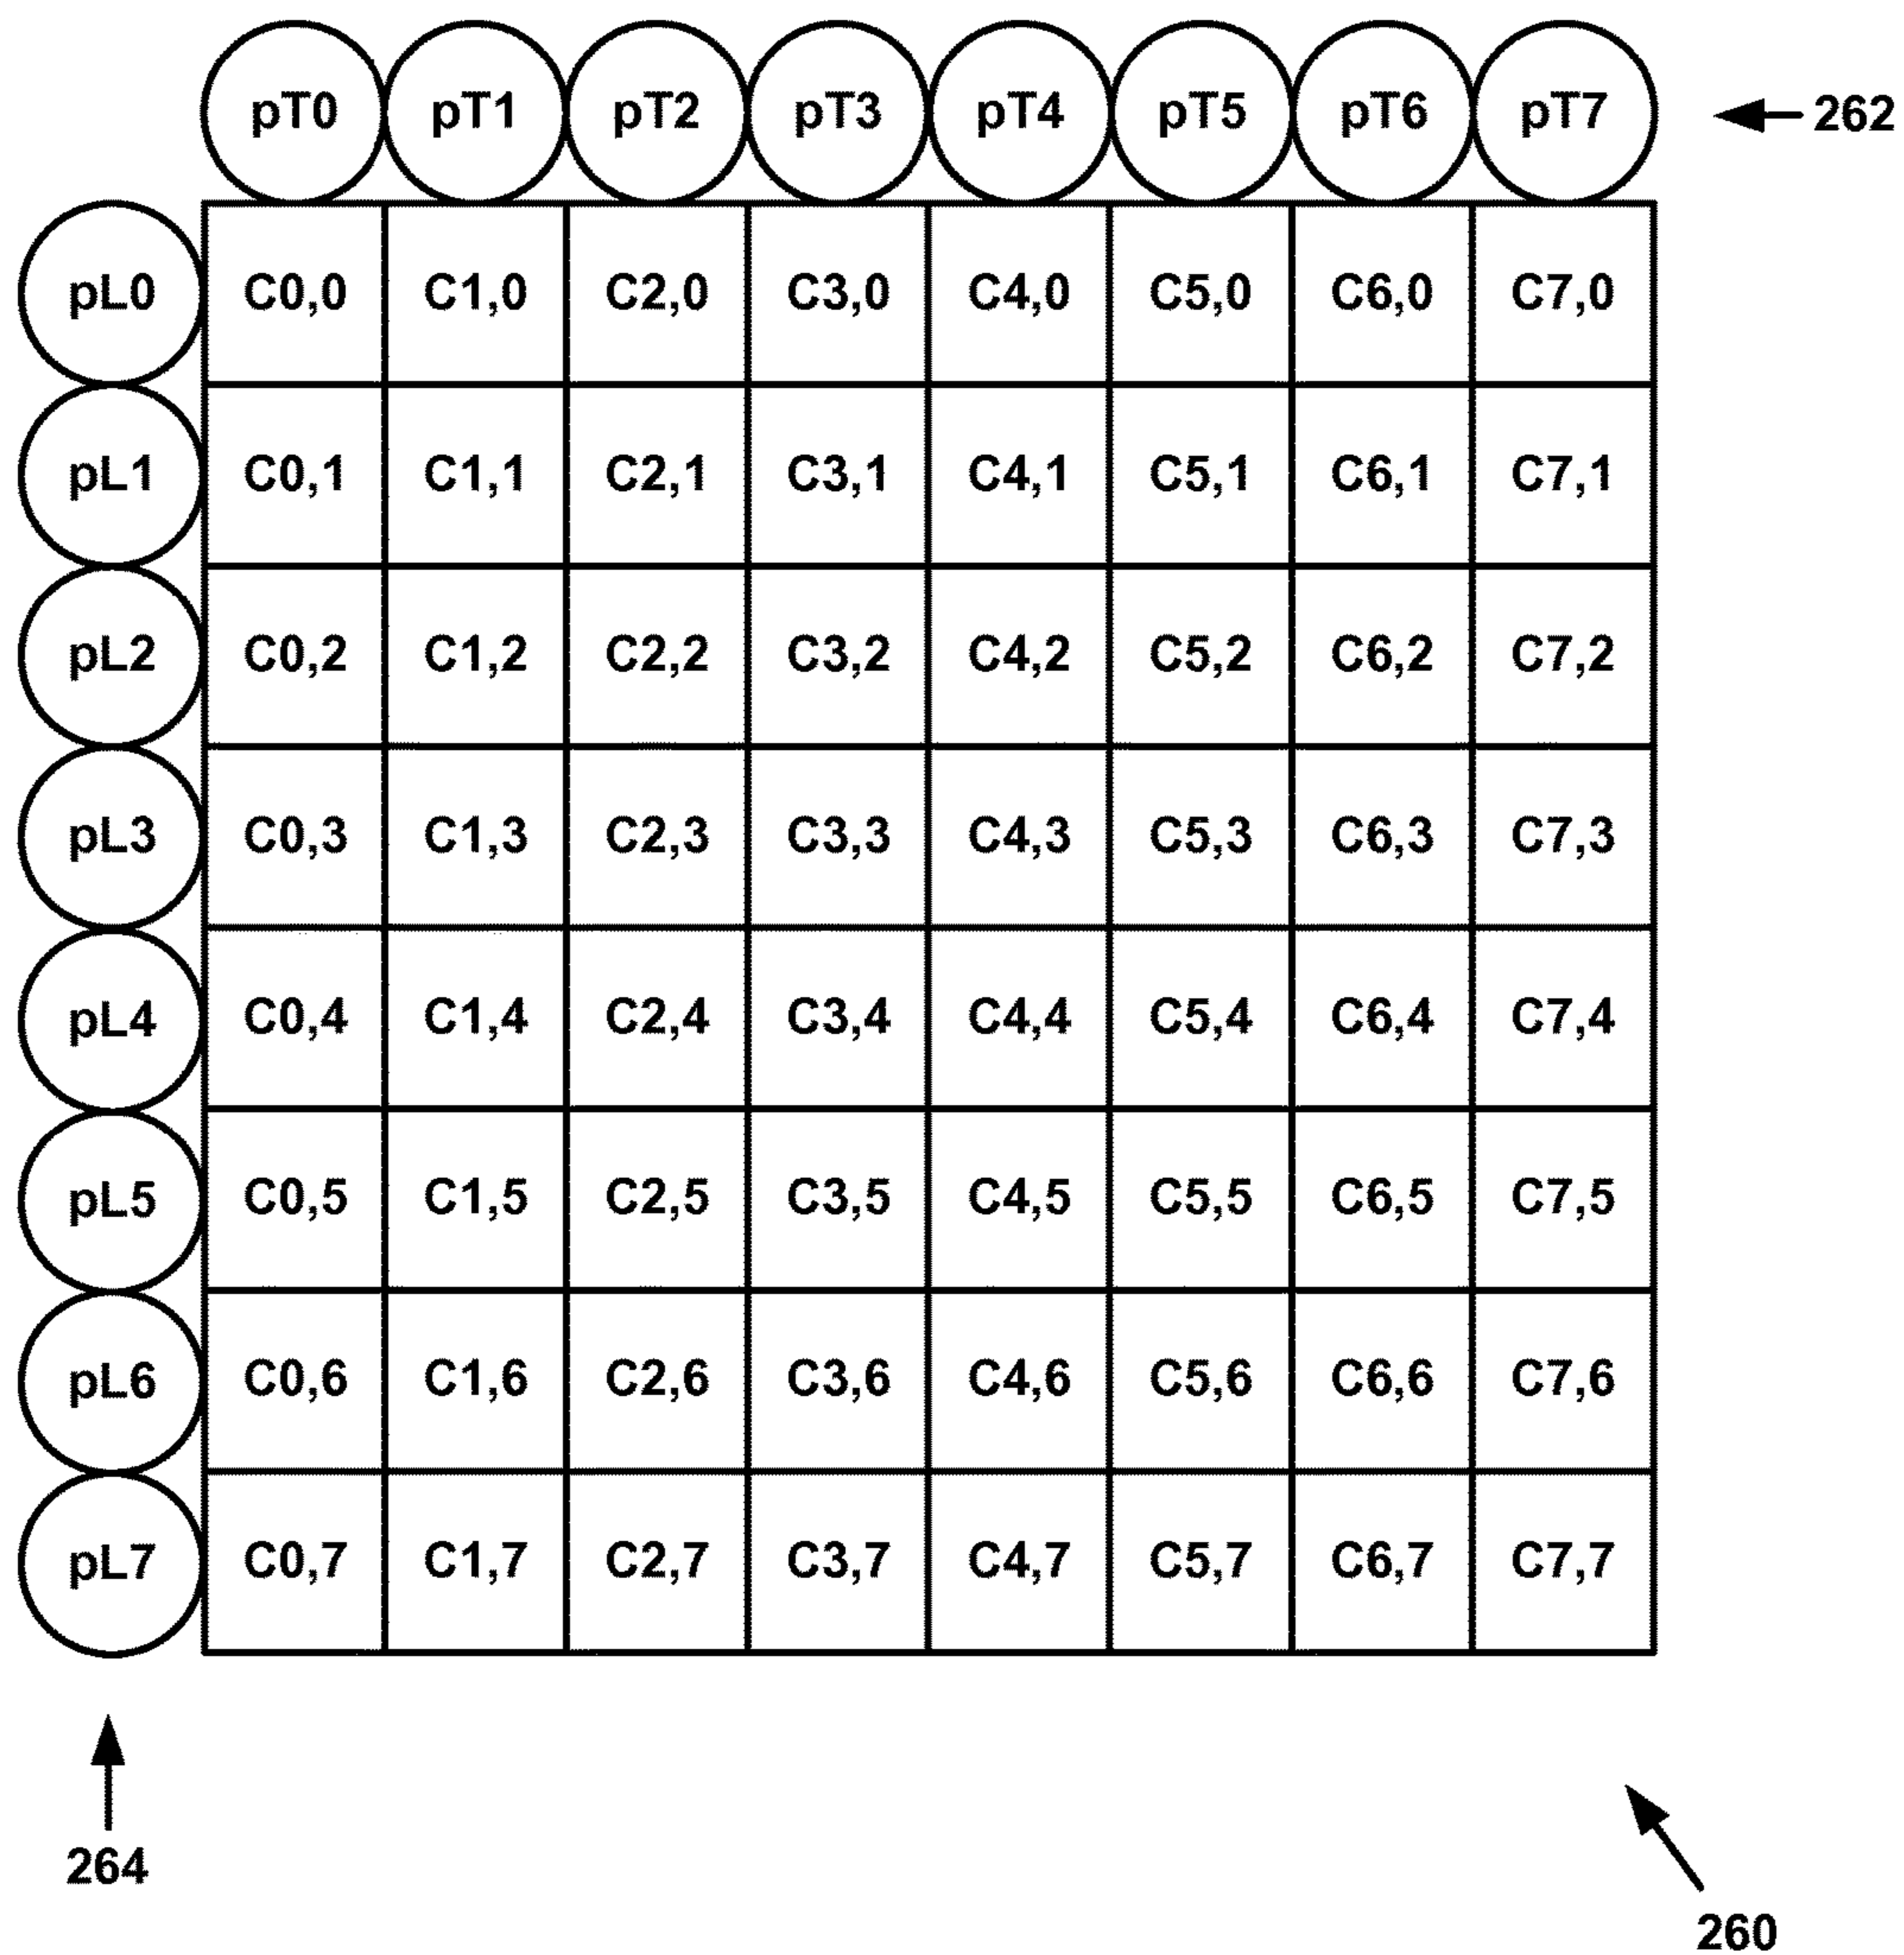 pT0 pT1 pT2 pT3 pT4 pT5 pT6 pT7 262
pL0 C0,0 C1,0 C2,0 C3,0 C4,0 C5,0 C6,0 C7,0
pL1 C0,1 C1,1 C2,1 C3,1 C4,1 C5,1 C6,1 C7,1
pL2 C0,2 C1,2 C2,2 C3,2 C4,2 C5,2 C6,2 C7,2
pL3 C0,3 C1,3 C2,3 C3,3 C4,3 C5,3 C6,3 C7,3
pL4 C0,4 C1,4 C2,4 C3,4 C4,4 C5,4 C6,4 C7,4
pL5 C0,5 C1,5 C2,5 C3,5 C4,5 C5,5 C6,5 C7,5
pL6 C0,6 C1,6 C2,6 C3,6 C4,6 C5,6 C6,6 C7,6
pL7 C0,7 C1,7 C2,7 C3,7 C4,7 C5,7 C6,7 C7,7
264
260